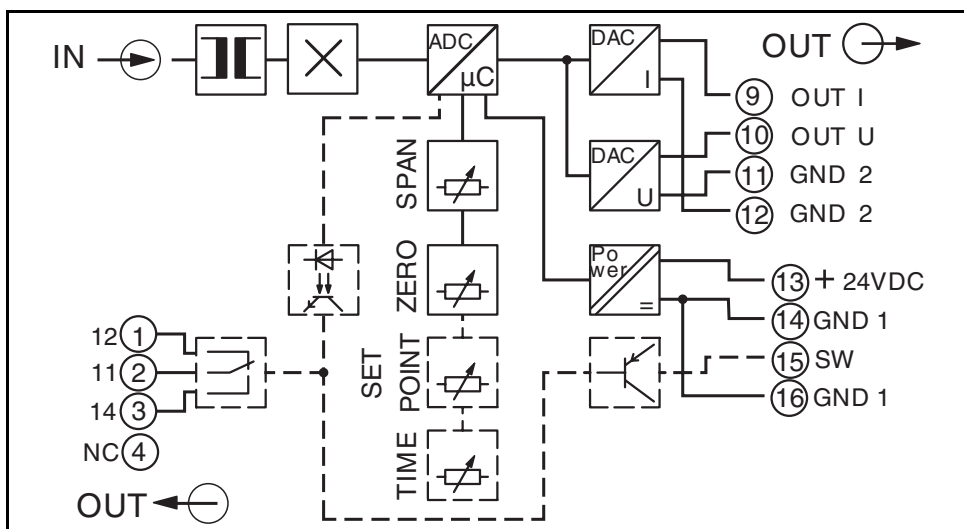 IN
ADC
µC
DAC
I
OUT
9 OUT I
10 OUT U
DAC
U
11 GND 2
12 GND 2
SPAN
ZERO
Po
wer
=
13 + 24VDC
14 GND 1
15 SW
16 GND 1
SET
POINT
TIME
12 1
11 2
14 3
NC 4
OUT